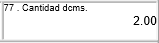 77 . Cantidad dcms.
2.00